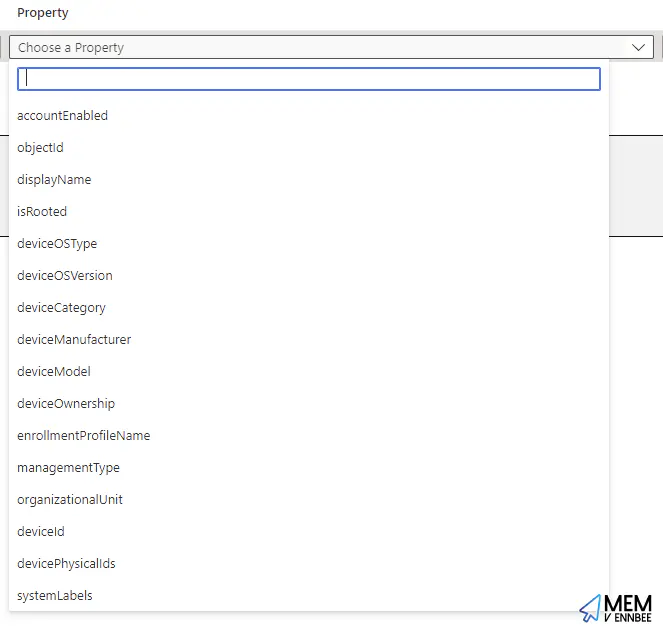 Property
Choose a Property
accountEnabled
objectId
displayName
isRooted
deviceOSType
deviceOSVersion
deviceCategory
deviceManufacturer
deviceModel
deviceOwnership
enrollmentProfileName
managementType
organizationalUnit
deviceId
devicePhysicalIds
systemLabels
MEM
V ENNBEE